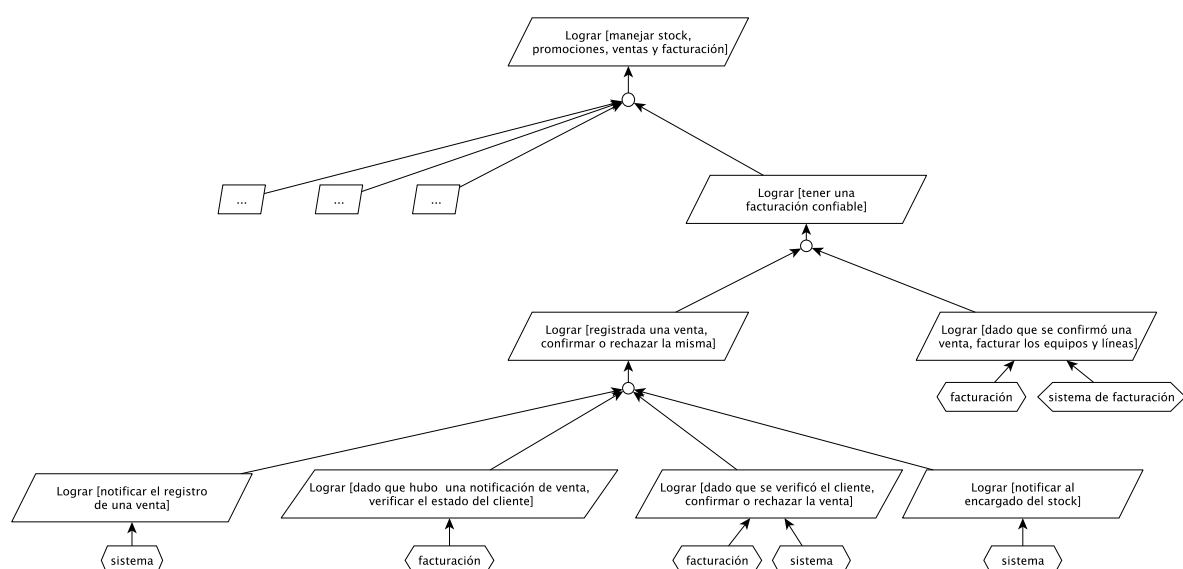 Lograr [manejar stock,
promociones, ventas y facturación]
...
...
...
Lograr [tener una
facturación confiable]
Lograr [registrada una venta,
confirmar o rechazar la misma]
Lograr [dado que se confirmó una
venta, facturar los equipos y líneas]
facturación
sistema de facturación
Lograr [notificar el registro
de una venta]
Lograr [dado que hubo una notificación de venta,
verificar el estado del cliente]
Lograr [dado que se verificó el cliente,
confirmar o rechazar la venta]
Lograr [notificar al
encargado del stock]
sistema
facturación
facturación
sistema
sistema